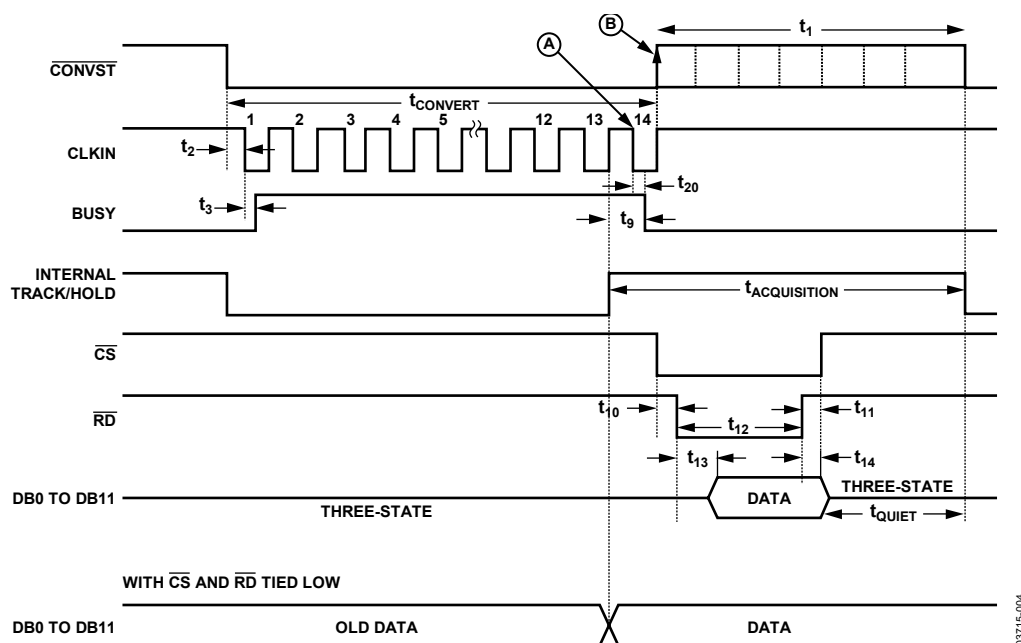 B
t1
A
CONVST
tCONVERT
1 2 3 4 5 12 13 14
t2
CLKIN
t20
t3
BUSY
t9
INTERNAL
TRACK/HOLD
tACQUISITION
CS
t10
t11
RD
t12
t13
t14
THREE-STATE
DB0 TO DB11
DATA
THREE-STATE
tQUIET
WITH CS AND RD TIED LOW
DB0 TO DB11
OLD DATA
DATA
03715-004